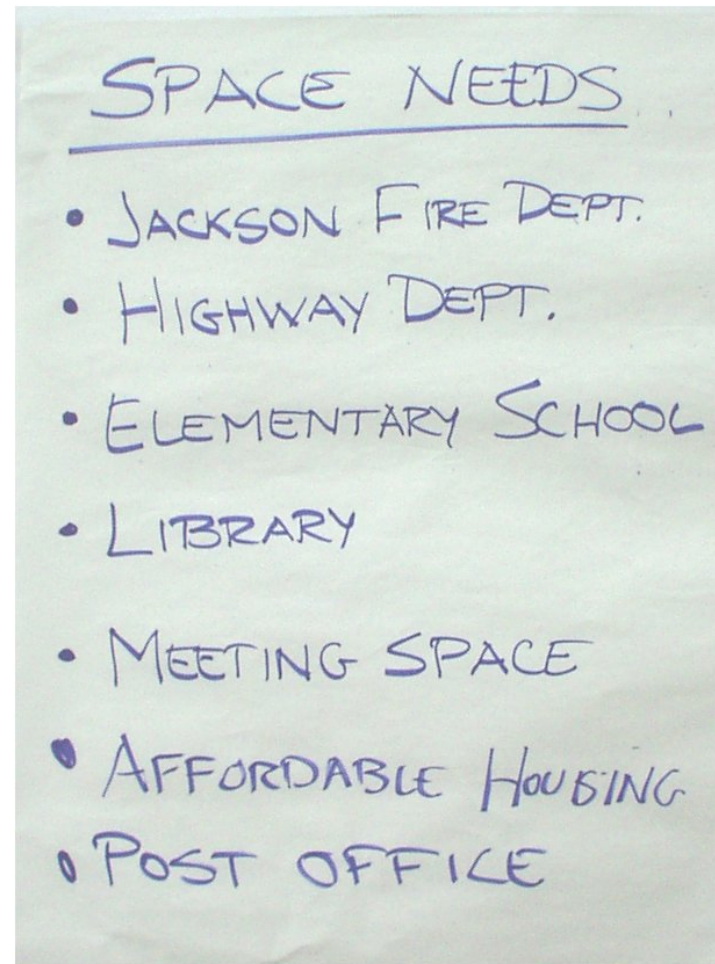 SPACE NEEDS
• JACKSON FIRE DEPT.
• HIGHWAY DEPT.
• ELEMENTARY SCHOOL
• LIBRARY
• MEETING SPACE
• AFFORDABLE HOUSING
• POST OFFICE